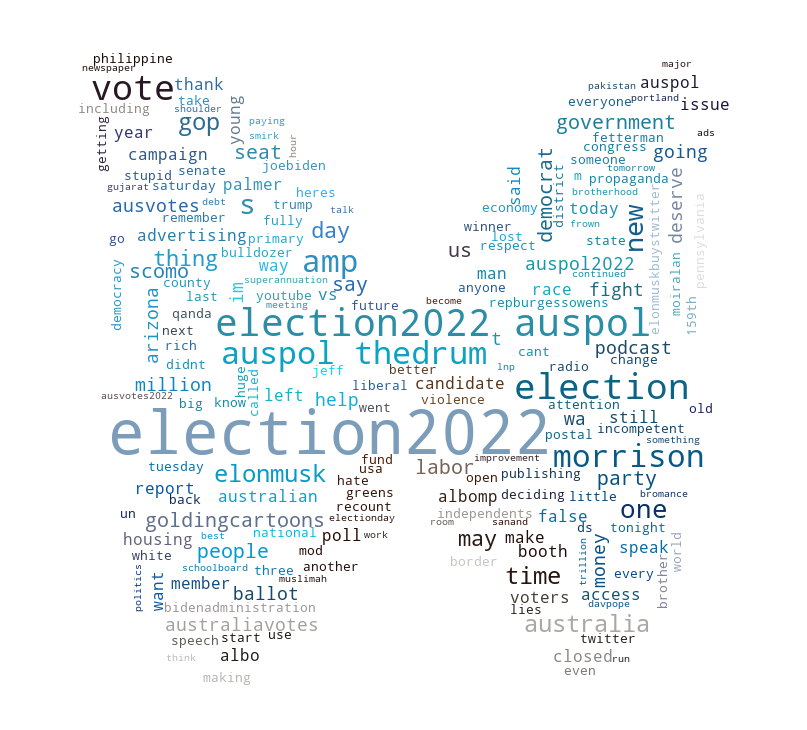 philippine
newspaper
vote thank
including take shoulder
getting year gop young paying
smirk
hour
campaign seat
stupid senate joebiden
gujarat saturday palmer heres
ausvotes debt s trump talk
remember fully
go advertising primary day
thing bulldozer
scomo way amp
democracy county superannuation say
last im youtube vs future
arizona qanda meeting
election2022 auspol
next
rich auspol thedrum t
didnt huge jeff better
million called liberal candidate
ausvotes2022 left help
big know went violence
major
pakistan auspol
everyone portland issue
government ads
fetterman
congress going
someone tomorrow
said democrat district m propaganda
brotherhood deserve
economy today new elonmuskbuystwitter pennsylvania
winner frown
us lost respect state
man auspol2022 moiralan
continued
anyone race fight 159th
become repburgessowens
cant podcast
lnp radio change
election
attention old
wa still
postal incompetent
something
election2022
morrison
tuesday elonmusk fund labor improvement
usa open publishing party
report hate albomp deciding little bromance
back australian greens
recount independents false one
un goldingcartoons electionday room sanand ds tonight
housing best national poll work may make money speak world
white people mod border booth every
schoolboard three another time trillion brother
politics want member muslimah access
ballot voters davpope
bidenadministration lies
australiavotes australia
speech start use twitter
think albo closed run
making even